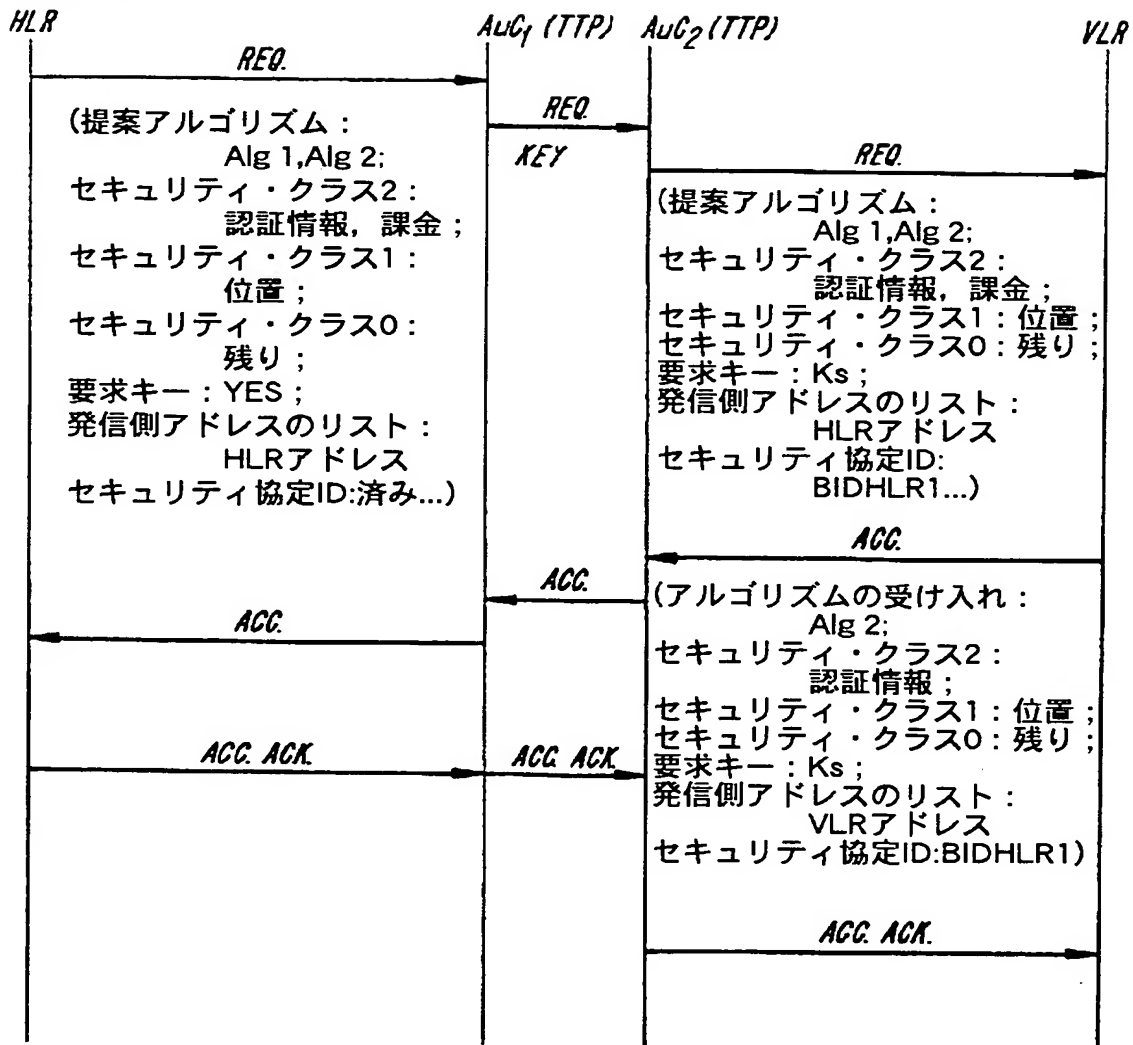 HLR
AuC1 (TTP)
AuC2 (TTP)
VLR
REQ.
(提案アルゴリズム：
Alg 1,Alg 2;
セキュリティ・クラス2：
認証情報，課金；
セキュリティ・クラス1：
位置；
セキュリティ・クラス0：
残り；
要求キー：YES；
発信側アドレスのリスト：
HLRアドレス
セキュリティ協定ID:済み...)
REQ.
KEY
REQ.
(提案アルゴリズム：
Alg 1,Alg 2;
セキュリティ・クラス2：
認証情報，課金；
セキュリティ・クラス1：位置；
セキュリティ・クラス0：残り；
要求キー：Ks；
発信側アドレスのリスト：
HLRアドレス
セキュリティ協定ID:
BIDHLR1...)
ACC.
ACC.
ACC.
(アルゴリズムの受け入れ：
Alg 2;
セキュリティ・クラス2：
認証情報；
セキュリティ・クラス1：位置；
セキュリティ・クラス0：残り；
要求キー：Ks；
発信側アドレスのリスト：
VLRアドレス
セキュリティ協定ID:BIDHLR1)
ACC. ACK.
ACC. ACK.
ACC. ACK.